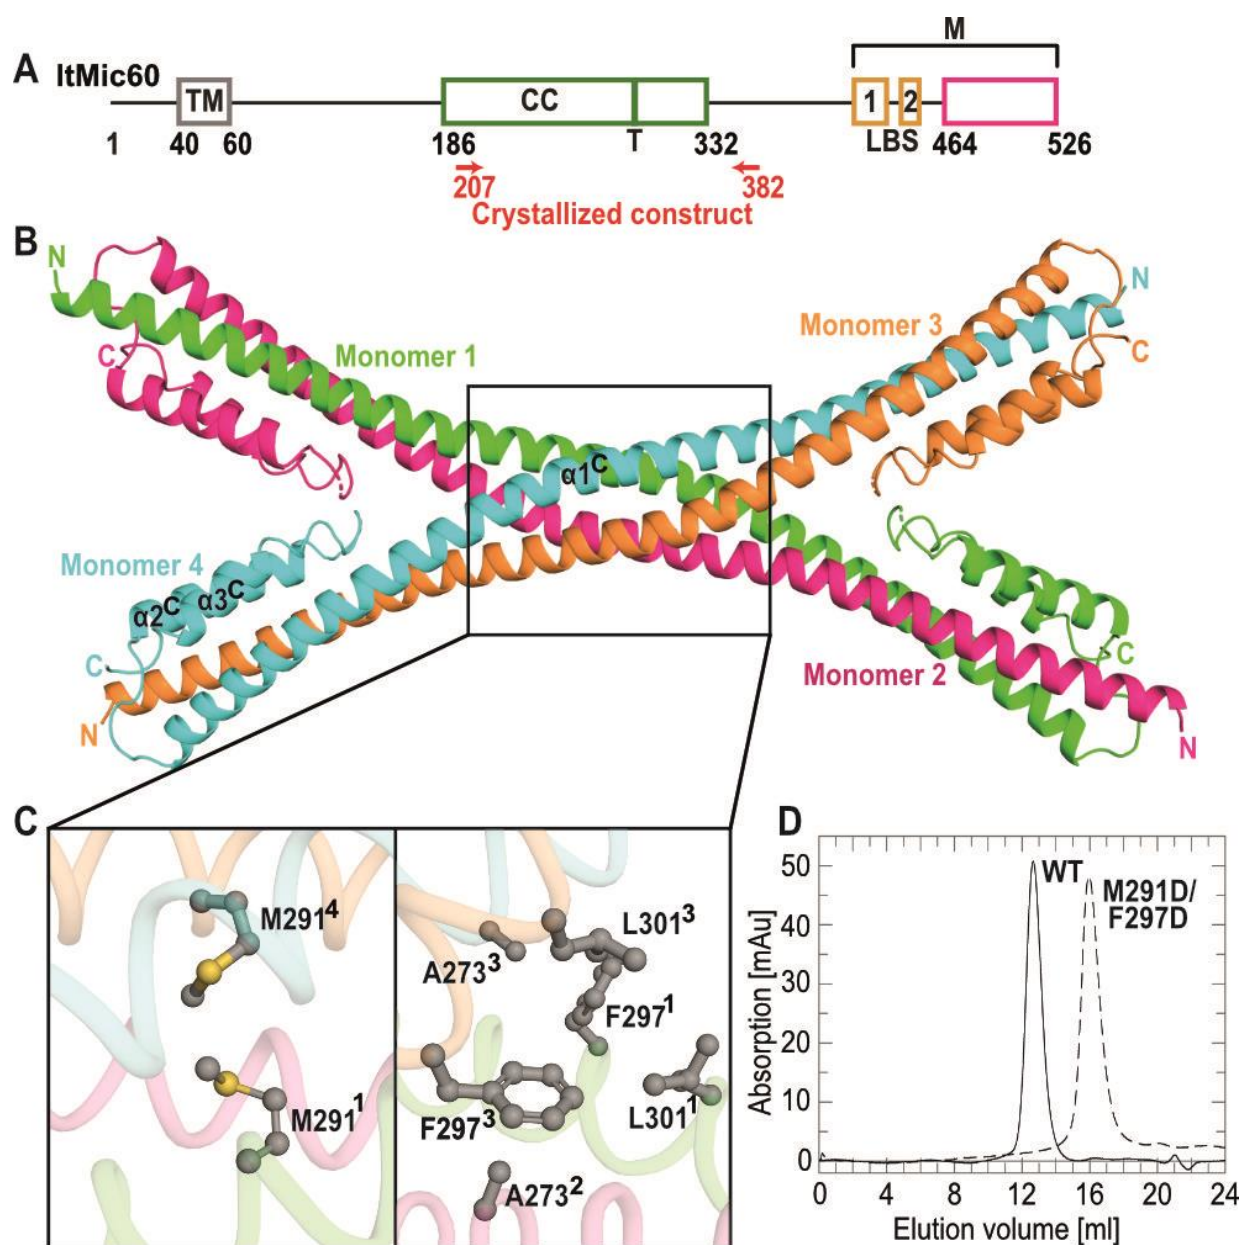 A ltMic60
M
TM
CC
1 2
1 40 60 186 T 332 LBS 464 526
207 382
Crystallized construct
B
N
N
Monomer 1
Monomer 3
C
C
α1C
Monomer 4
α2C α3C
C
C
Monomer 2
N
N
C
M291⁴
M291¹
A273³
L301³
F297¹
F297³
L301¹
A273²
D
WT
M291D/
F297D
Absorption [mAu]
50
40
30
20
10
0
0 4 8 12 16 20 24
Elution volume [ml]